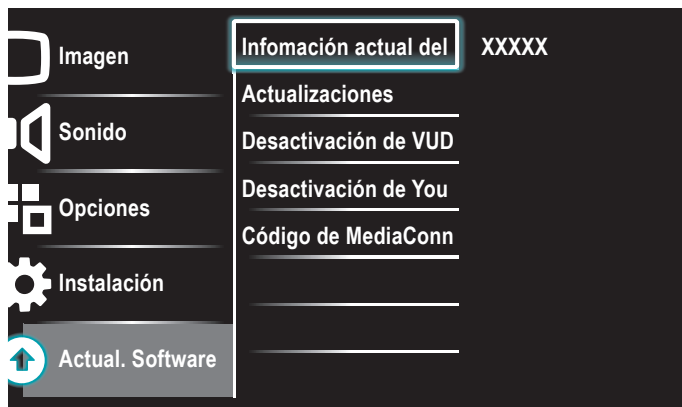 Imagen
Sonido
Opciones
Instalación
Actual. Software
Infomación actual del
Actualizaciones
Desactivación de VUD
Desactivación de You
Código de MediaConn
XXXXX